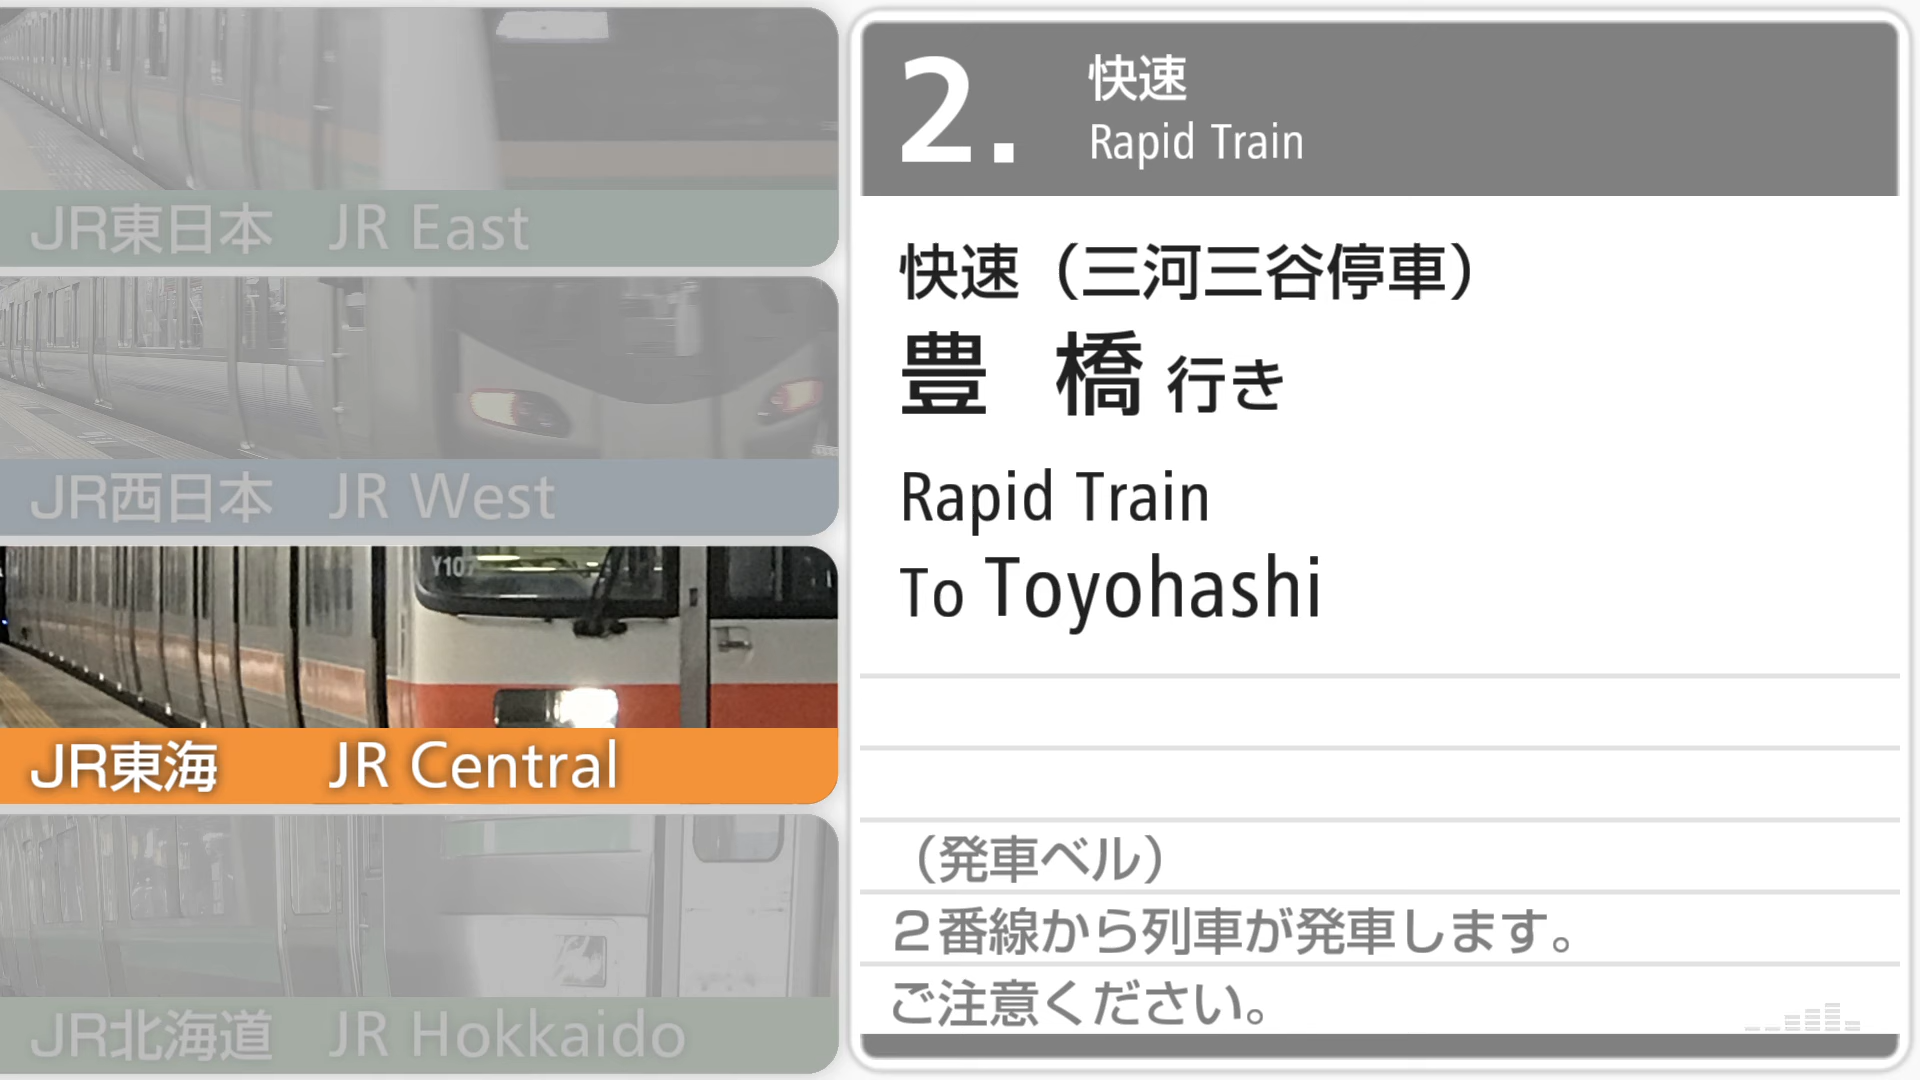 JR東日本 JR East
JR西日本 JR West
Y107
JR東海 JR Central
JR北海道 JR Hokkaido
2. 快速
Rapid Train
快速（三河三谷停車）
豊橋行き
Rapid Train
To Toyohashi
（発車ベル）
２番線から列車が発車します。
ご注意ください。